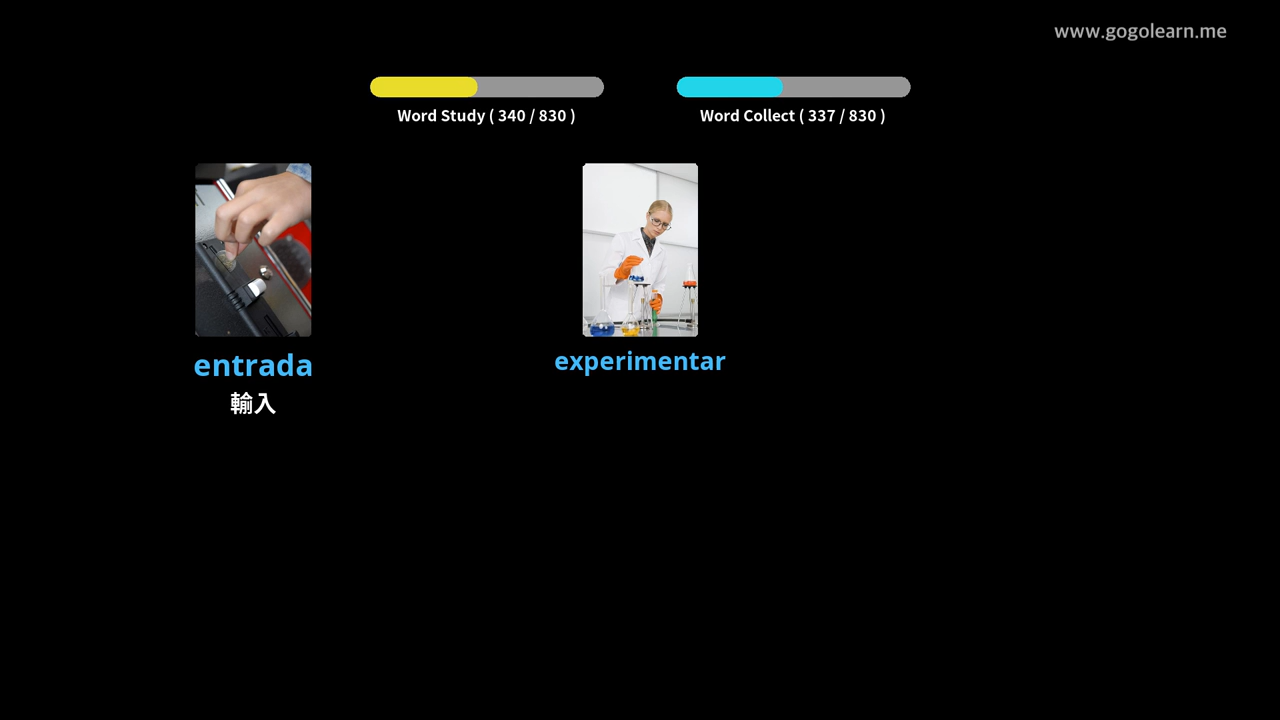 www.gogolearn.me
Word Study ( 340 / 830 )
Word Collect ( 337 / 830 )
entrada
輸入
experimentar